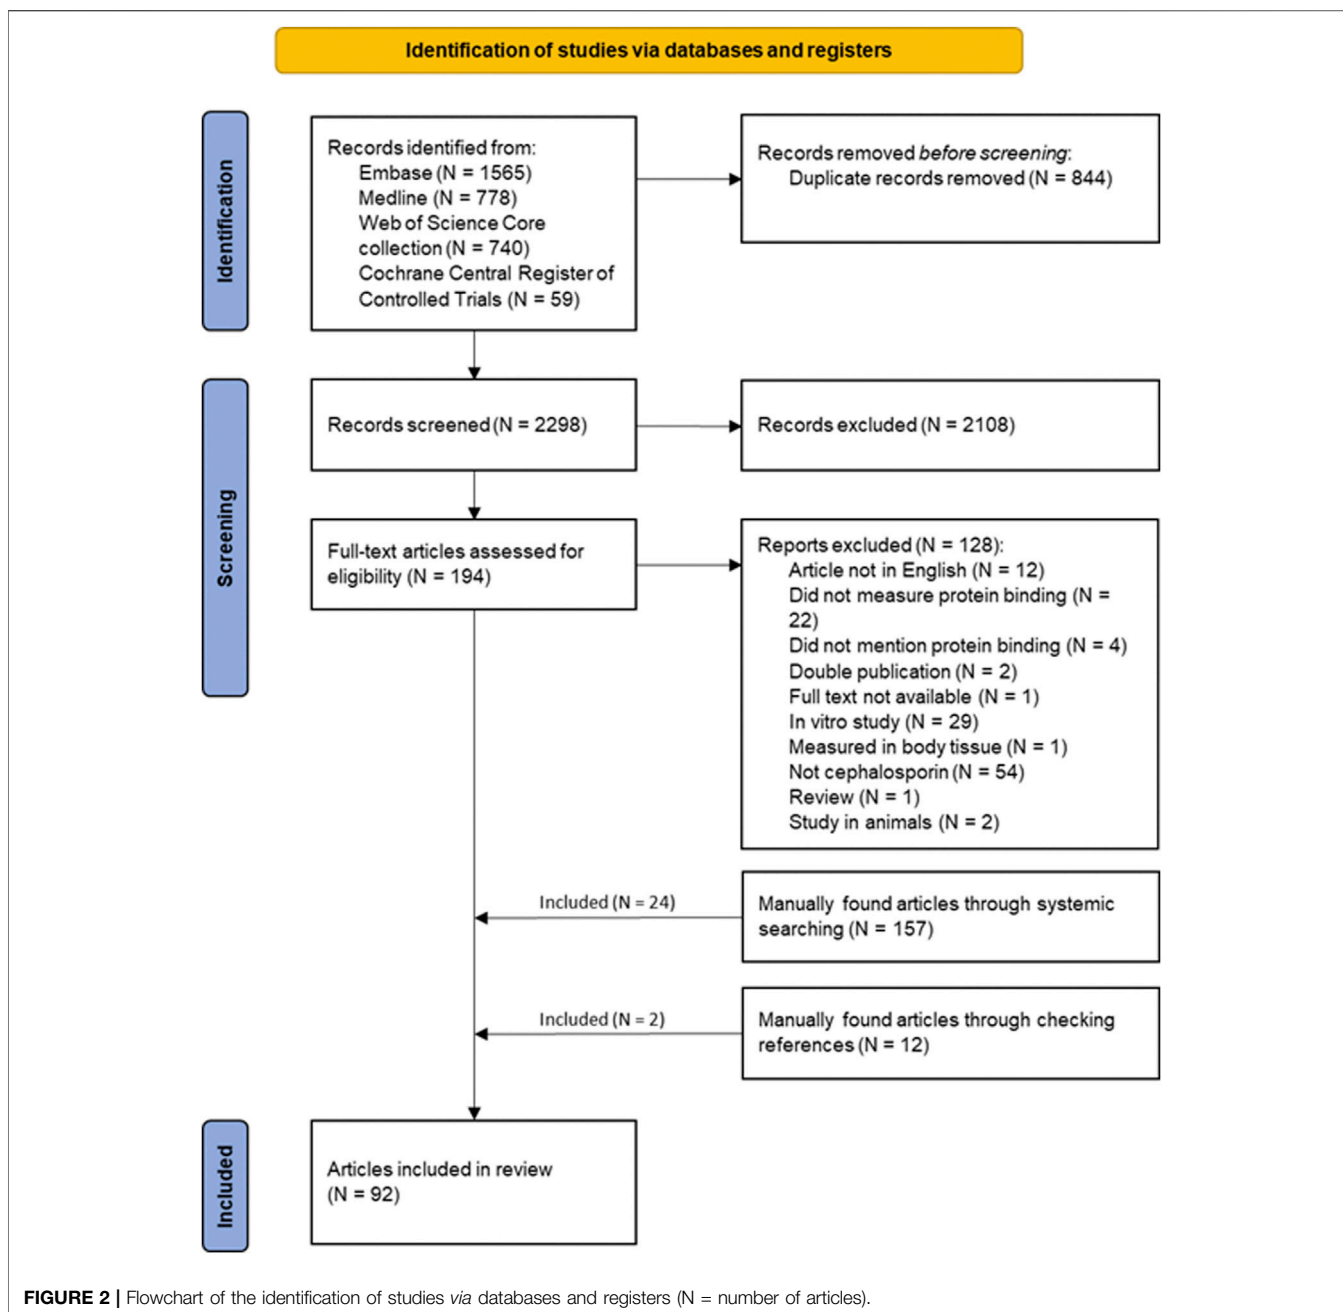 Identification of studies via databases and registers
Identification
Records identified from:
Embase (N = 1565)
Medline (N = 778)
Web of Science Core
collection (N = 740)
Cochrane Central Register of
Controlled Trials (N = 59)
Records removed before screening:
Duplicate records removed (N = 844)
Screening
Records screened (N = 2298)
Records excluded (N = 2108)
Full-text articles assessed for
eligibility (N = 194)
Reports excluded (N = 128):
Article not in English (N = 12)
Did not measure protein binding (N =
22)
Did not mention protein binding (N = 4)
Double publication (N = 2)
Full text not available (N = 1)
In vitro study (N = 29)
Measured in body tissue (N = 1)
Not cephalosporin (N = 54)
Review (N = 1)
Study in animals (N = 2)
Included (N = 24)
Manually found articles through systemic
searching (N = 157)
Included (N = 2)
Manually found articles through checking
references (N = 12)
Included
Articles included in review
(N = 92)
FIGURE 2 | Flowchart of the identification of studies via databases and registers (N = number of articles).